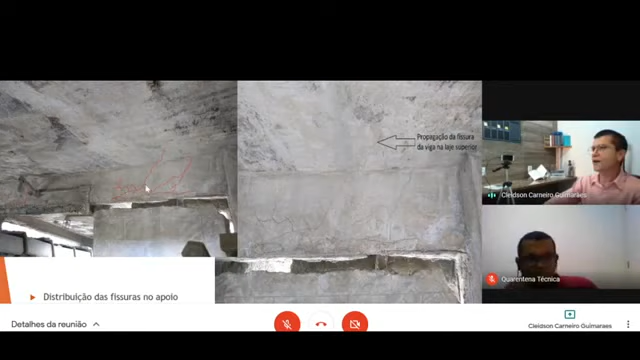 Propagação da fissura
da viga na laje superior
Cleidson Carneiro Guimarães
Quarentena Técnica
Distribuição das fissuras no apoio
Detalhes da reunião
Cleidson Carneiro Guimaraes